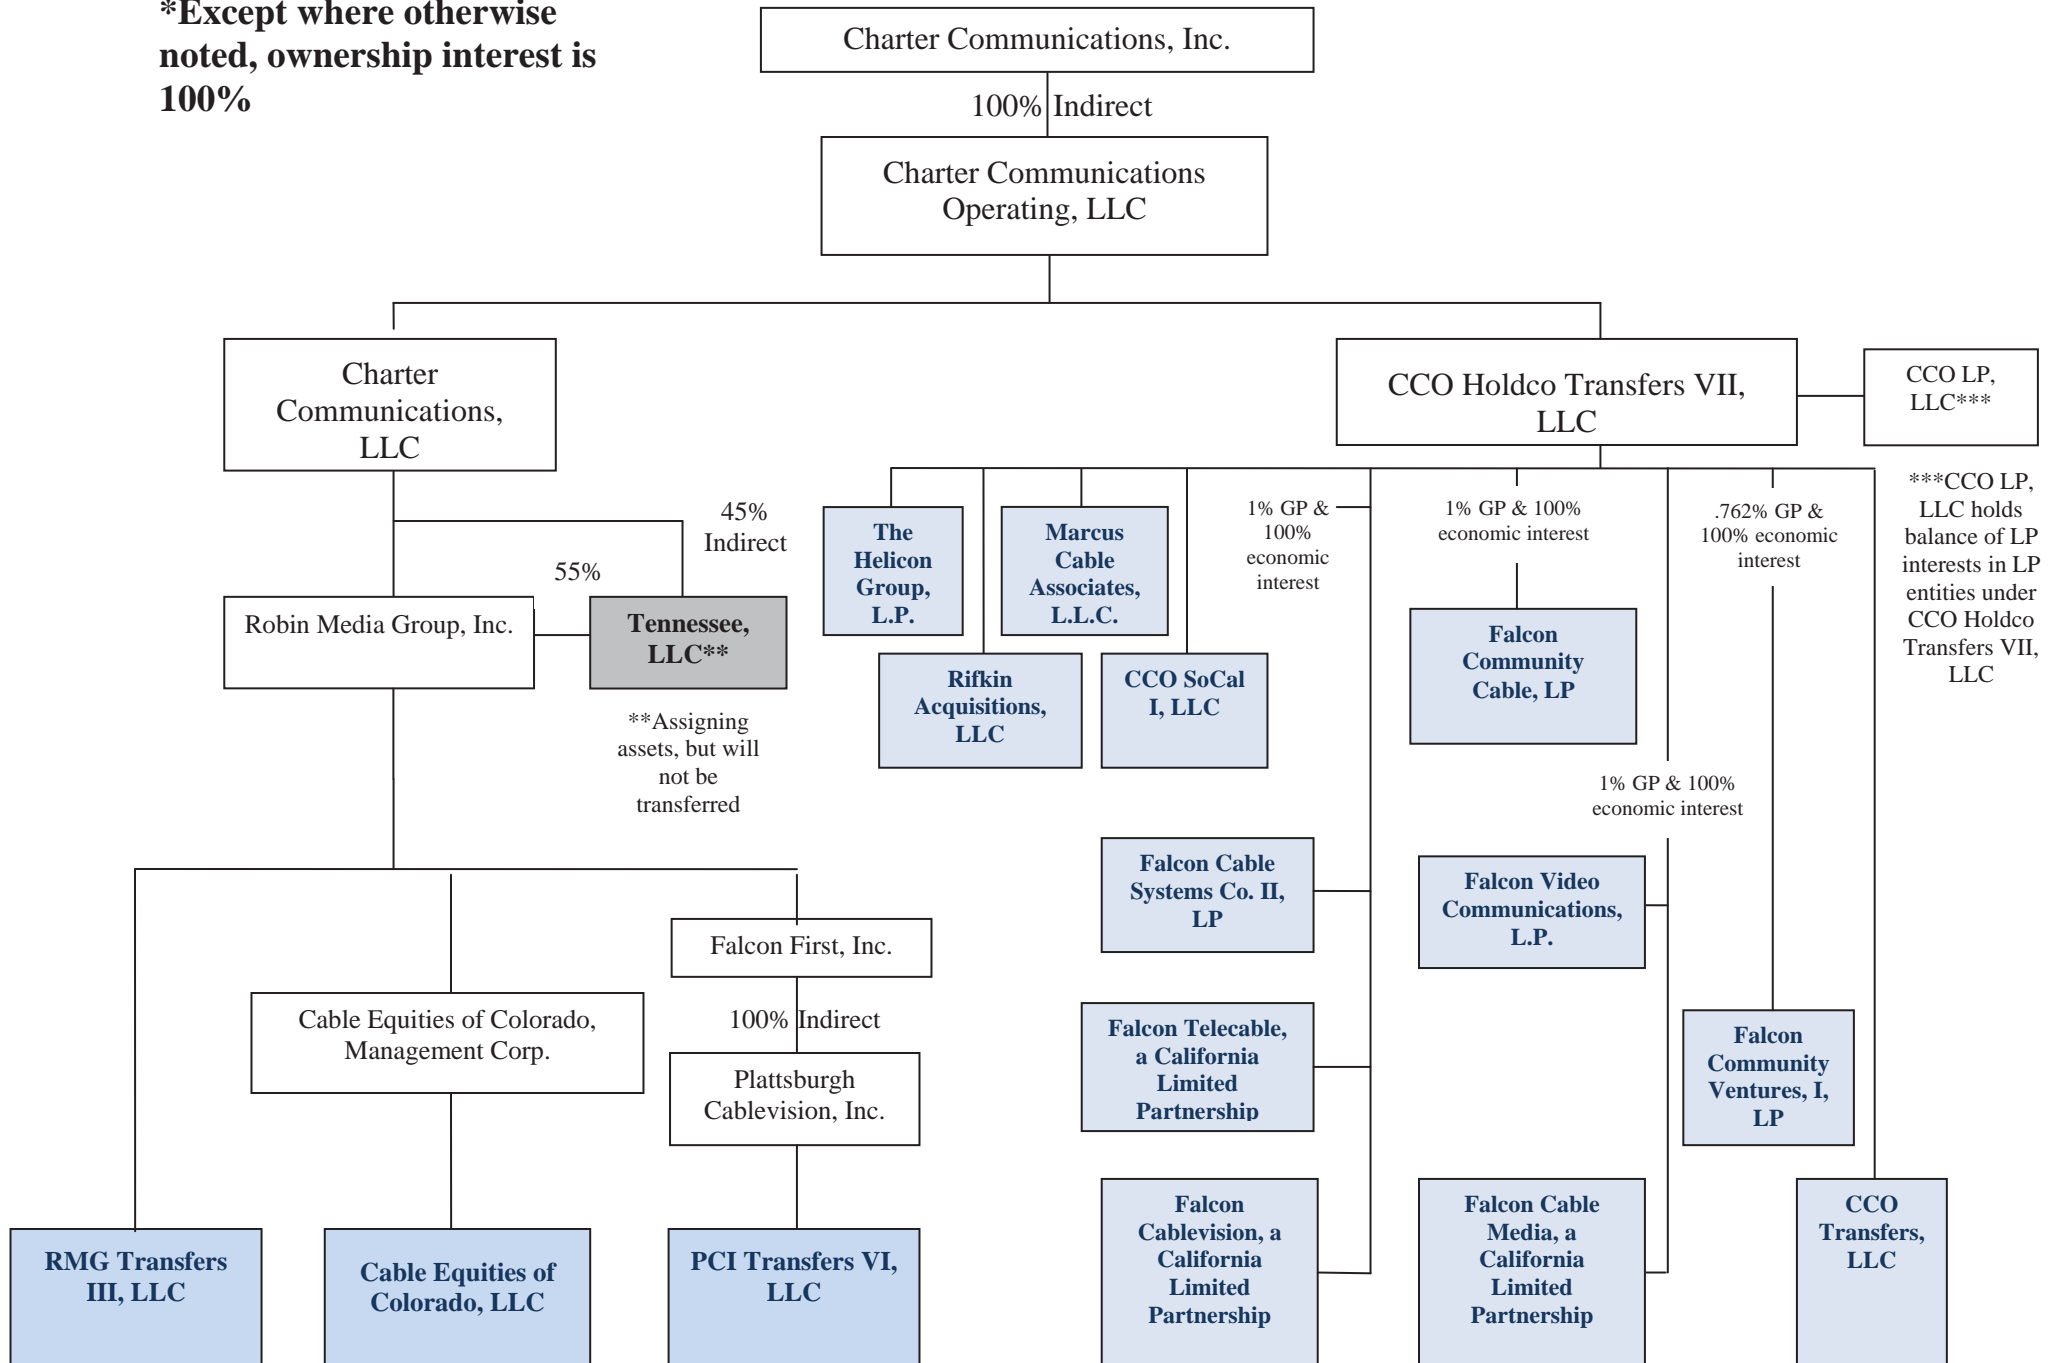 *Except where otherwise
noted, ownership interest is
100%
Charter Communications, Inc.
100% Indirect
Charter Communications
Operating, LLC
Charter
Communications,
LLC
CCO Holdco Transfers VII,
LLC
CCO LP,
LLC***
***CCO LP,
LLC holds
balance of LP
interests in LP
entities under
CCO Holdco
Transfers VII,
LLC
45%
Indirect
55%
Robin Media Group, Inc.
Tennessee,
LLC**
**Assigning
assets, but will
not be
transferred
The
Helicon
Group,
L.P.
Marcus
Cable
Associates,
L.L.C.
1% GP &
100%
economic
interest
1% GP & 100%
economic interest
.762% GP &
100% economic
interest
Rifkin
Acquisitions,
LLC
CCO SoCal
I, LLC
Falcon
Community
Cable, LP
1% GP & 100%
economic interest
Falcon Cable
Systems Co. II,
LP
Falcon Video
Communications,
L.P.
Falcon First, Inc.
Cable Equities of Colorado,
Management Corp.
100% Indirect
Plattsburgh
Cablevision, Inc.
Falcon Telecable,
a California
Limited
Partnership
Falcon
Community
Ventures, I,
LP
RMG Transfers
III, LLC
Cable Equities of
Colorado, LLC
PCI Transfers VI,
LLC
Falcon
Cablevision, a
California
Limited
Partnership
Falcon Cable
Media, a
California
Limited
Partnership
CCO
Transfers,
LLC